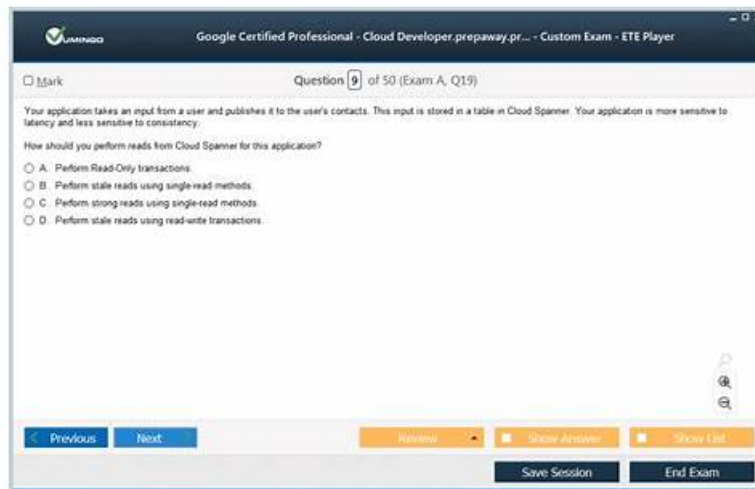 VUMINGO
Google Certified Professional - Cloud Developer.prepaway.pr... - Custom Exam - ETE Player
Mark
Question 9 of 50 (Exam A, Q19)
Your application takes an input from a user and publishes it to the user's contacts. This input is stored in a table in Cloud Spanner. Your application is more sensitive to
latency and less sensitive to consistency.
How should you perform reads from Cloud Spanner for this application?
A. Perform Read-Only transactions.
B. Perform stale reads using single-read methods.
C. Perform strong reads using single-read methods.
D. Perform stale reads using read-write transactions.
Previous
Next
Review
Show Answer
Show List
Save Session
End Exam